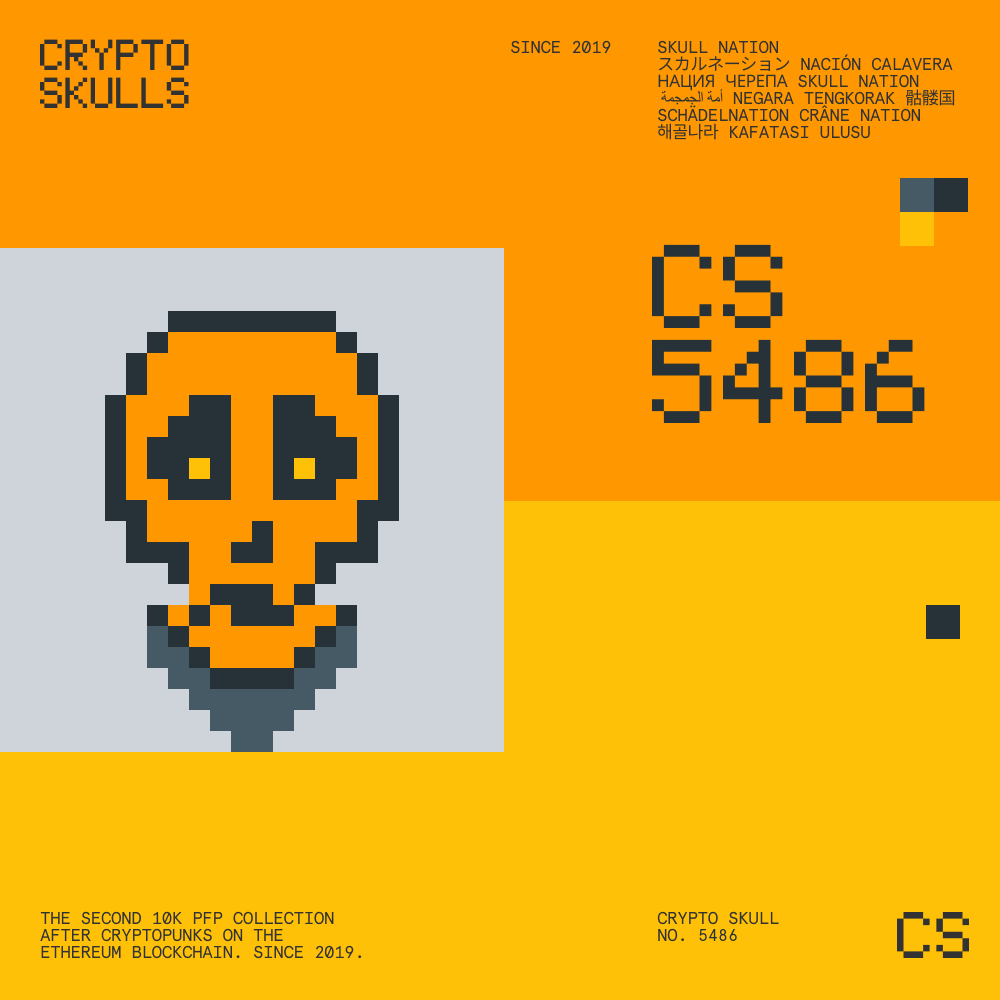 CRYPTO
SKULLS
SINCE 2019
SKULL NATION
スカルネーション NACIÓN CALAVERA
НАЦИЯ ЧЕРЕПА SKULL NATION
أمة الجمجمة NEGARA TENGKORAK 骷髅国
SCHÄDELNATION CRÂNE NATION
해골나라 KAFATASI ULUSU
CS
5486
THE SECOND 10K PFP COLLECTION
AFTER CRYPTOPUNKS ON THE
ETHEREUM BLOCKCHAIN. SINCE 2019.
CRYPTO SKULL
NO. 5486
CS